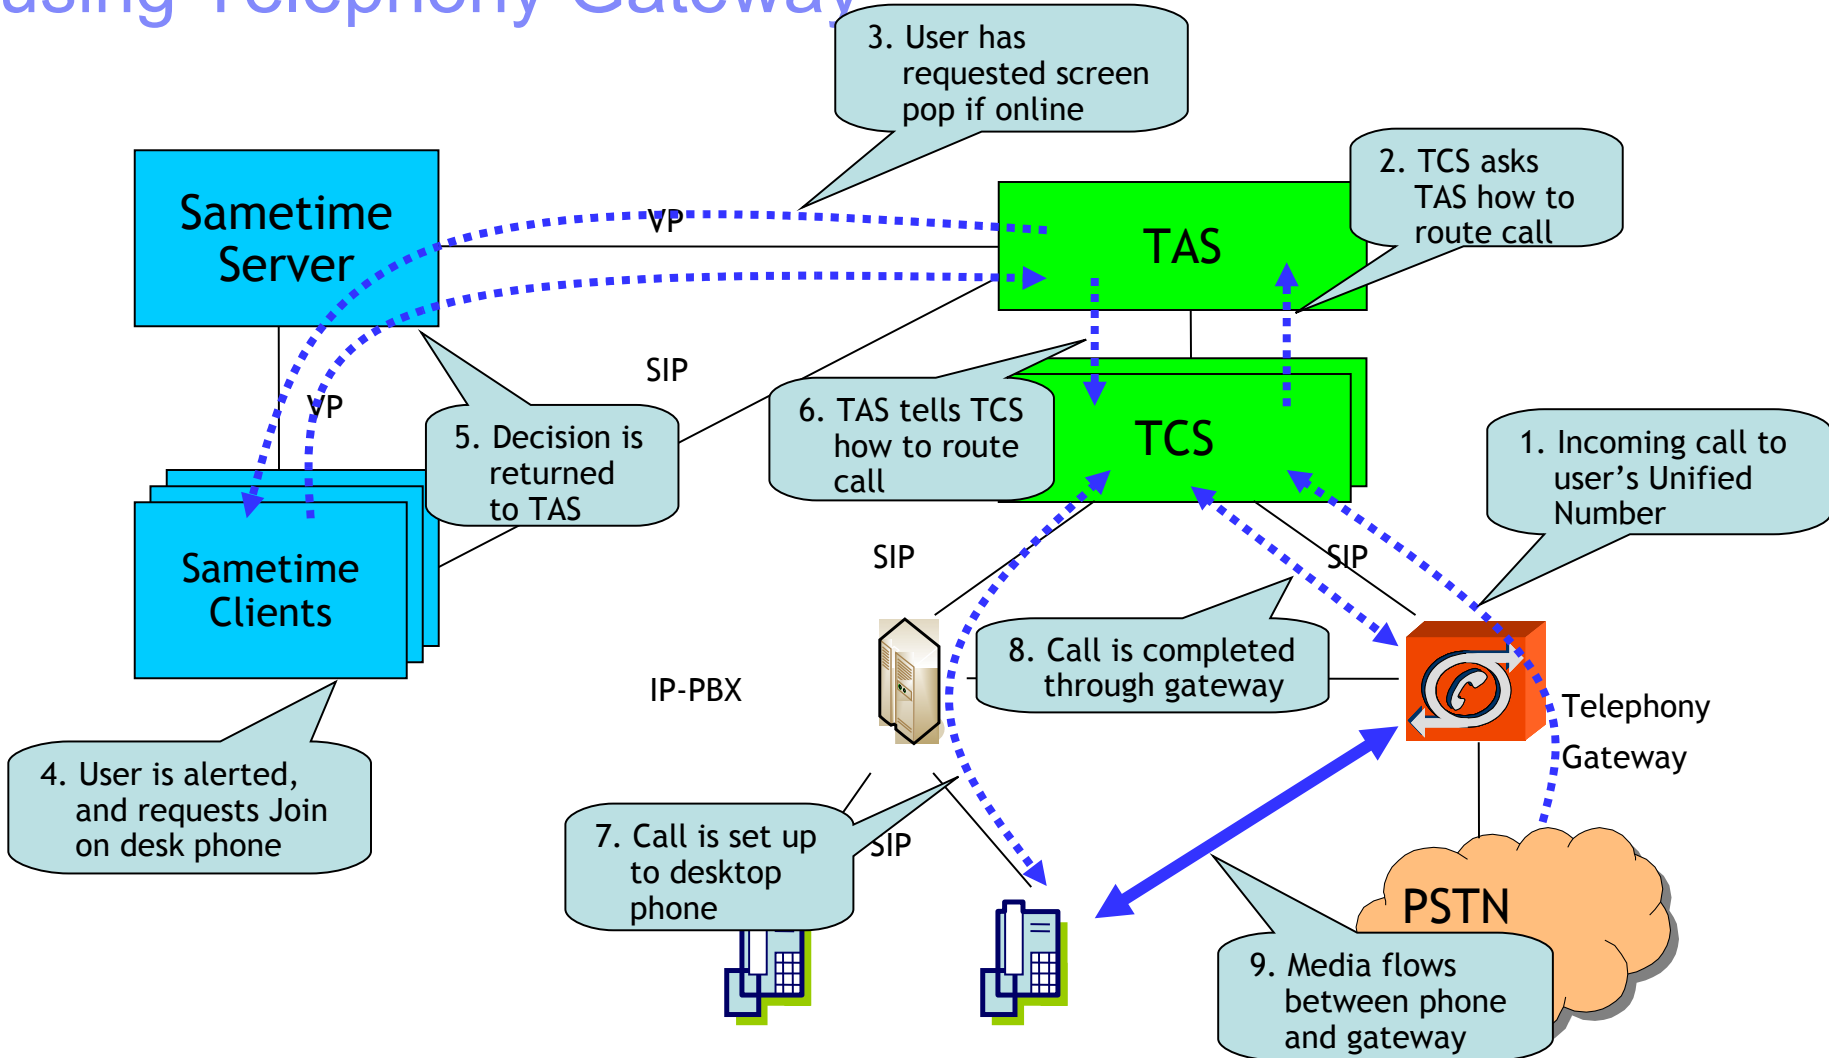 using Telephony Gateway
3. User has
requested screen
pop if online
2. TCS asks
TAS how to
route call
Sametime
Server
VP
TAS
SIP
VP
5. Decision is
returned
to TAS
6. TAS tells TCS
how to route
call
TCS
1. Incoming call to
user's Unified
Number
Sametime
Clients
SIP
SIP
8. Call is completed
through gateway
IP-PBX
Telephony
Gateway
4. User is alerted,
and requests Join
on desk phone
7. Call is set up
to desktop
phone
SIP
PSTN
9. Media flows
between phone
and gateway